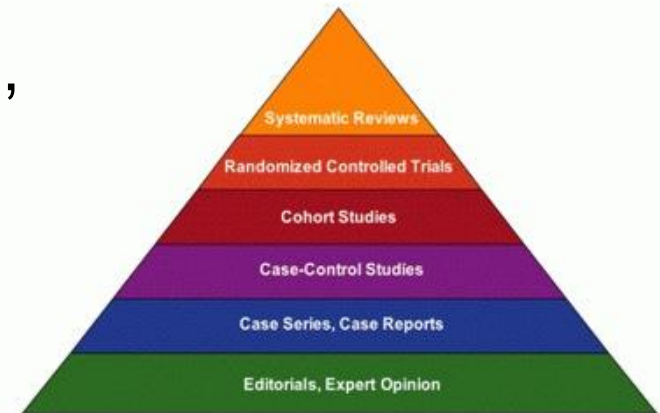 ,
Systematic Reviews
Randomized Controlled Trials
Cohort Studies
Case-Control Studies
Case Series, Case Reports
Editorials, Expert Opinion